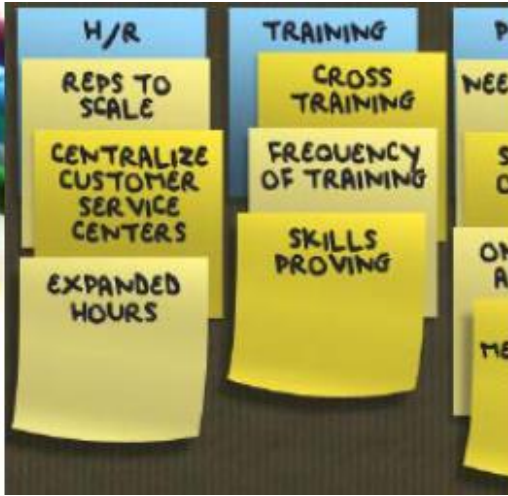 H/R
REPS TO
SCALE
CENTRALIZE
CUSTOMER
SERVICE
CENTERS
EXPANDED
HOURS
TRAINING
CROSS
TRAINING
FREQUENCY
OF TRAINING
SKILLS
PROVING